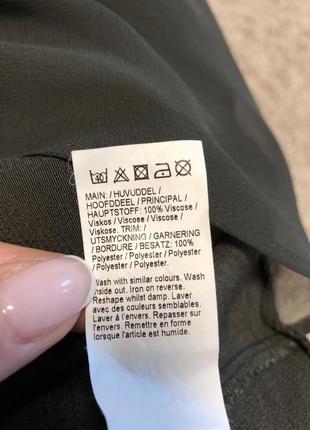 40
MAIN: / HUVUDDEL /
HOOFDDEEL / PRINCIPAL /
HAUPTSTOFF: 100% Viscose /
Viskos / Viscose / Viscose /
Viskose. TRIM: /
UTSMYCKNING / GARNERING
/ BORDURE / BESATZ: 100%
Polyester / Polyester / Polyester
/ Polyester / Polyester.
Wash with similar colours. Wash
inside out. Iron on reverse.
Reshape whilst damp. Laver
avec des couleurs semblables.
Laver à l'envers. Repasser sur
l'envers. Remettre en forme
lorsque l'article est humide.